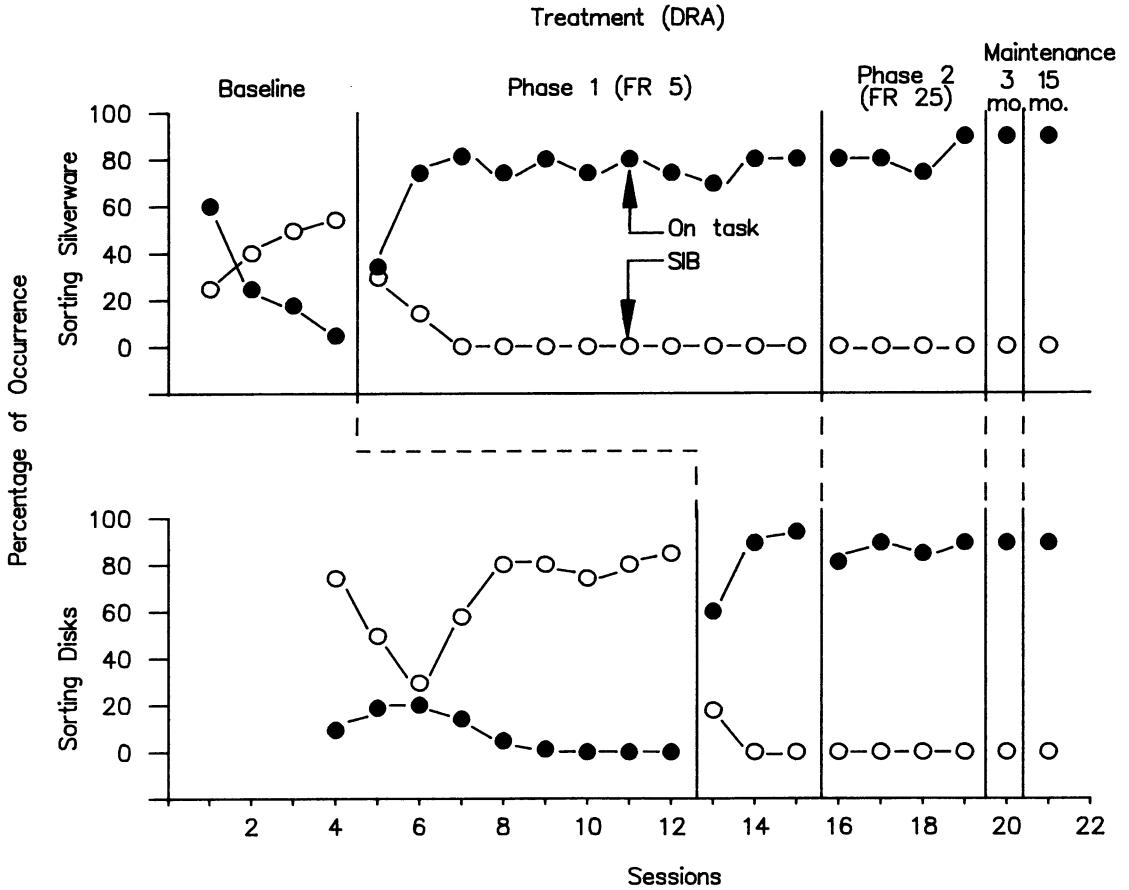 Treatment (DRA)
Baseline
Phase 1 (FR 5)
Phase 2
(FR 25)
Maintenance
3 15
mo. mo.
Percentage of Occurrence
Sorting Silverware
100
80
60
40
20
0
On task
SIB
Sorting Disks
100
80
60
40
20
0
2 4 6 8 10 12 14 16 18 20 22
Sessions